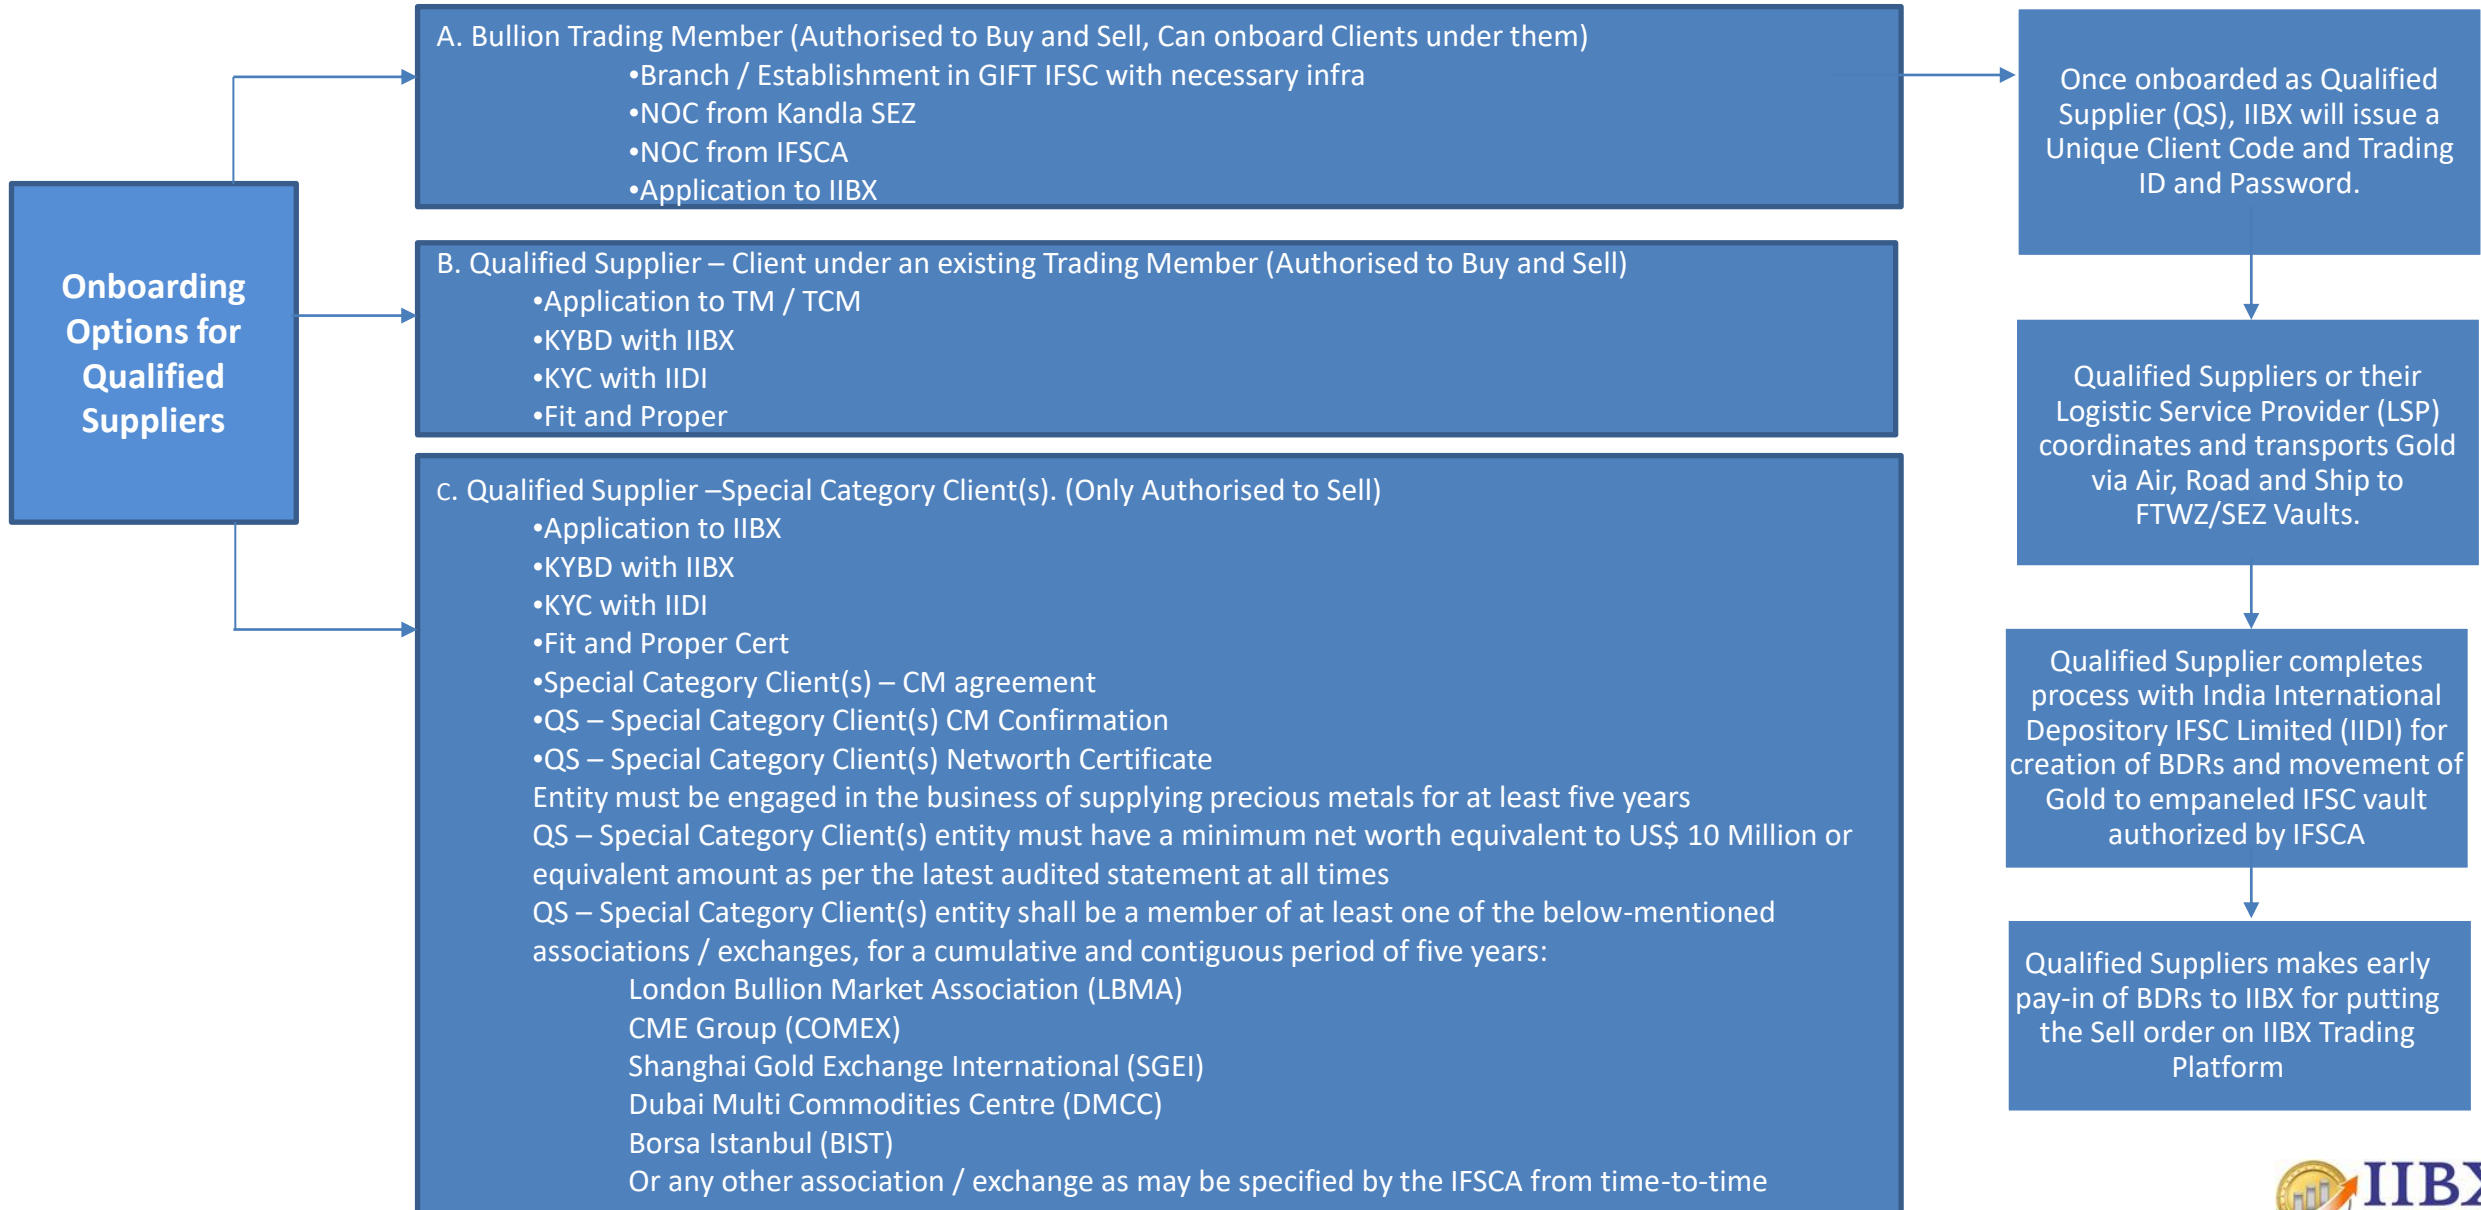 Onboarding
Options for
Qualified
Suppliers
A. Bullion Trading Member (Authorised to Buy and Sell, Can onboard Clients under them)
•Branch / Establishment in GIFT IFSC with necessary infra
•NOC from Kandla SEZ
•NOC from IFSCA
•Application to IIBX
B. Qualified Supplier – Client under an existing Trading Member (Authorised to Buy and Sell)
•Application to TM / TCM
•KYBD with IIBX
•KYC with IIDI
•Fit and Proper
C. Qualified Supplier –Special Category Client(s). (Only Authorised to Sell)
•Application to IIBX
•KYBD with IIBX
•KYC with IIDI
•Fit and Proper Cert
•Special Category Client(s) – CM agreement
•QS – Special Category Client(s) CM Confirmation
•QS – Special Category Client(s) Networth Certificate
Entity must be engaged in the business of supplying precious metals for at least five years
QS – Special Category Client(s) entity must have a minimum net worth equivalent to US$ 10 Million or
equivalent amount as per the latest audited statement at all times
QS – Special Category Client(s) entity shall be a member of at least one of the below-mentioned
associations / exchanges, for a cumulative and contiguous period of five years:
London Bullion Market Association (LBMA)
CME Group (COMEX)
Shanghai Gold Exchange International (SGEI)
Dubai Multi Commodities Centre (DMCC)
Borsa Istanbul (BIST)
Or any other association / exchange as may be specified by the IFSCA from time-to-time
Once onboarded as Qualified
Supplier (QS), IIBX will issue a
Unique Client Code and Trading
ID and Password.
Qualified Suppliers or their
Logistic Service Provider (LSP)
coordinates and transports Gold
via Air, Road and Ship to
FTWZ/SEZ Vaults.
Qualified Supplier completes
process with India International
Depository IFSC Limited (IIDI) for
creation of BDRs and movement of
Gold to empaneled IFSC vault
authorized by IFSCA
Qualified Suppliers makes early
pay-in of BDRs to IIBX for putting
the Sell order on IIBX Trading
Platform
IIBX